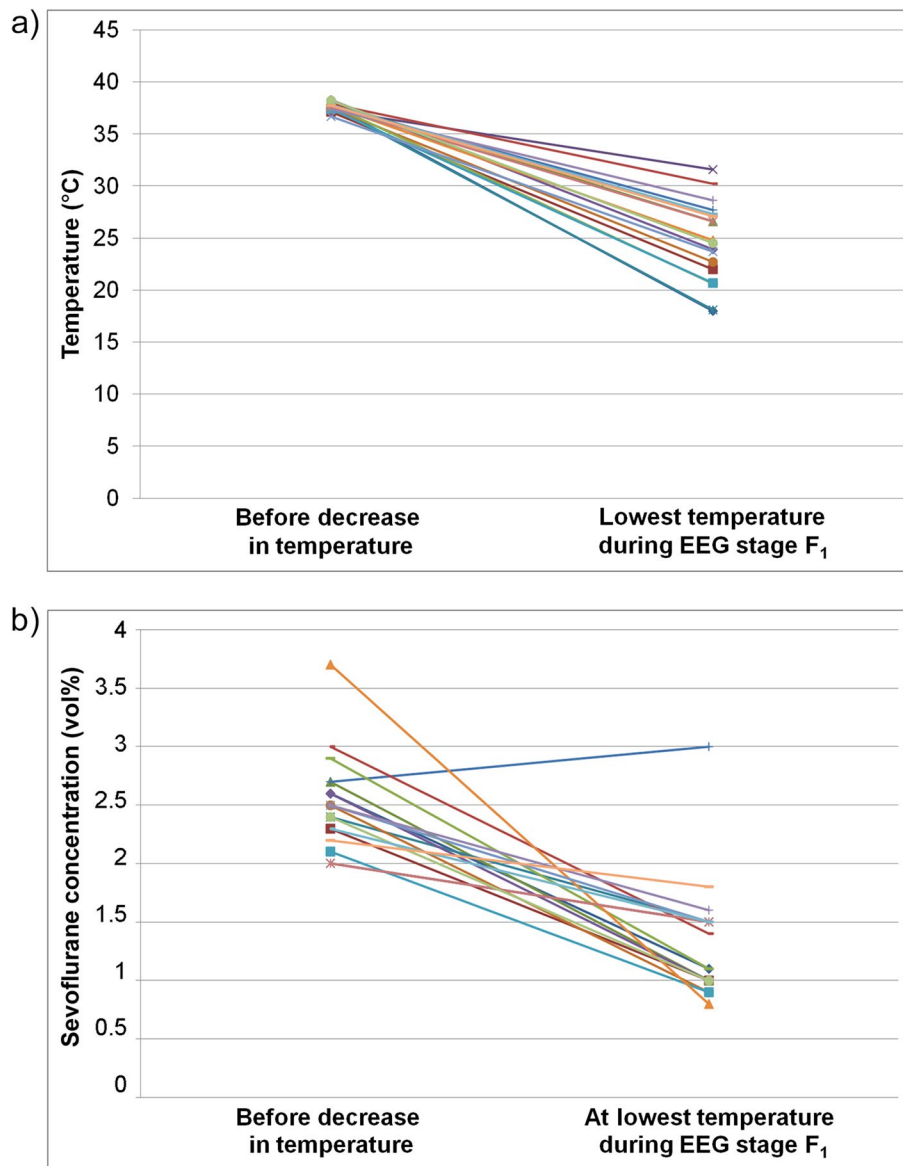 a)
Temperature (°C)
45
40
35
30
25
20
15
10
5
0
Before decrease
in temperature
Lowest temperature
during EEG stage F₁
b)
Sevoflurane concentration (vol%)
4
3.5
3
2.5
2
1.5
1
0.5
0
Before decrease
in temperature
At lowest temperature
during EEG stage F₁